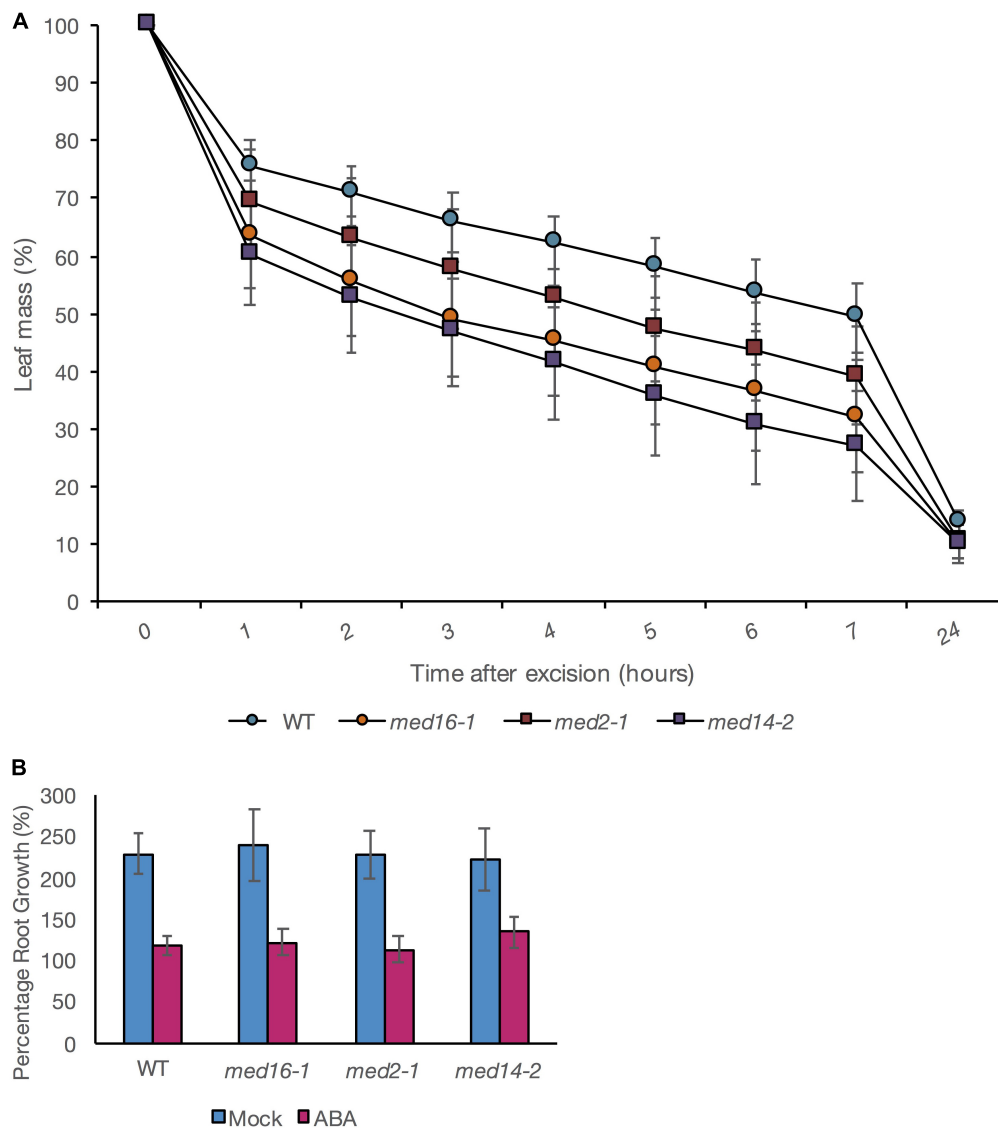 A
100
90
80
70
60
50
40
30
20
10
0
Leaf mass (%)
0 1 2 3 4 5 6 7 24
Time after excision (hours)
WT med16-1 med2-1 med14-2
B
300
250
200
150
100
50
0
Percentage Root Growth (%)
WT med16-1 med2-1 med14-2
Mock ABA